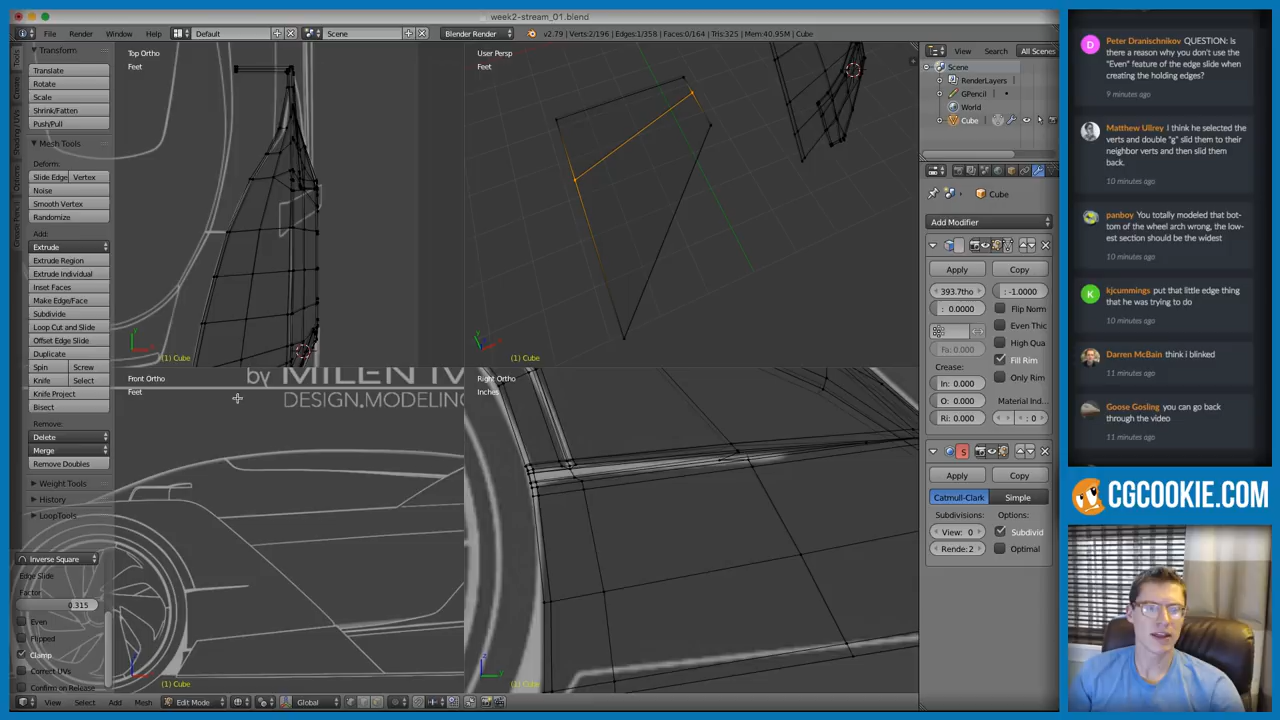 week2-stream_01.blend
File Render Window Help Default Scene Blender Render v2.79 | Verts:2/196 | Edges:1/358 | Faces:0/164 | Tris:325 | Mem:40.95M | Cube
Transform
Translate
Rotate
Scale
Shrink/Fatten
Push/Pull
Mesh Tools
Deform:
Slide Edge Vertex
Noise
Smooth Vertex
Randomize
Add:
Extrude
Extrude Region
Extrude Individual
Inset Faces
Make Edge/Face
Subdivide
Loop Cut and Slide
Offset Edge Slide
Duplicate
Spin Screw
Knife Select
Knife Project
Bisect
Remove:
Delete
Merge
Remove Doubles
Weight Tools
History
LoopTools
Inverse Square
Edge Slide
Factor
0.315
Even
Flipped
Clamp
Correct UVs
Confirm on Release
Tools
Create
Shading / UVs
Options
Grease Pencil
Top Ortho
Feet
(1) Cube
User Persp
Feet
(1) Cube
Front Ortho
Feet
by MILEN IV
DESIGN.MODELING
(1) Cube
Right Ortho
Inches
(1) Cube
View Select Add Mesh Edit Mode Global
View Search All Scenes
Scene
RenderLayers
GPencil
World
Cube
Cube
Add Modifier
Apply Copy
393.7tho : -1.0000
: 0.0000 Flip Norm
Even Thic
High Qua
Fa: 0.000 Fill Rim
Only Rim
Crease:
In: 0.000 Material Ind
O: 0.000
Ri: 0.000 : 0
S
Apply Copy
Catmull-Clark Simple
Subdivisions: Options:
View: 0 Subdivid
Rende:2 Optimal
Peter Dranischnikov QUESTION: Is
there a reason why you don't use the
"Even" feature of the edge slide when
creating the holding edges?
9 minutes ago
Matthew Ullrey I think he selected the
verts and double "g" slid them to their
neighbor verts and then slid them
back.
10 minutes ago
panboy You totally modeled that bot-
tom of the wheel arch wrong, the low-
est section should be the widest
10 minutes ago
K
kjcummings put that little edge thing
that he was trying to do
10 minutes ago
Darren McBain think i blinked
11 minutes ago
Goose Gosling you can go back
through the video
11 minutes ago
CGCOOKIE.COM